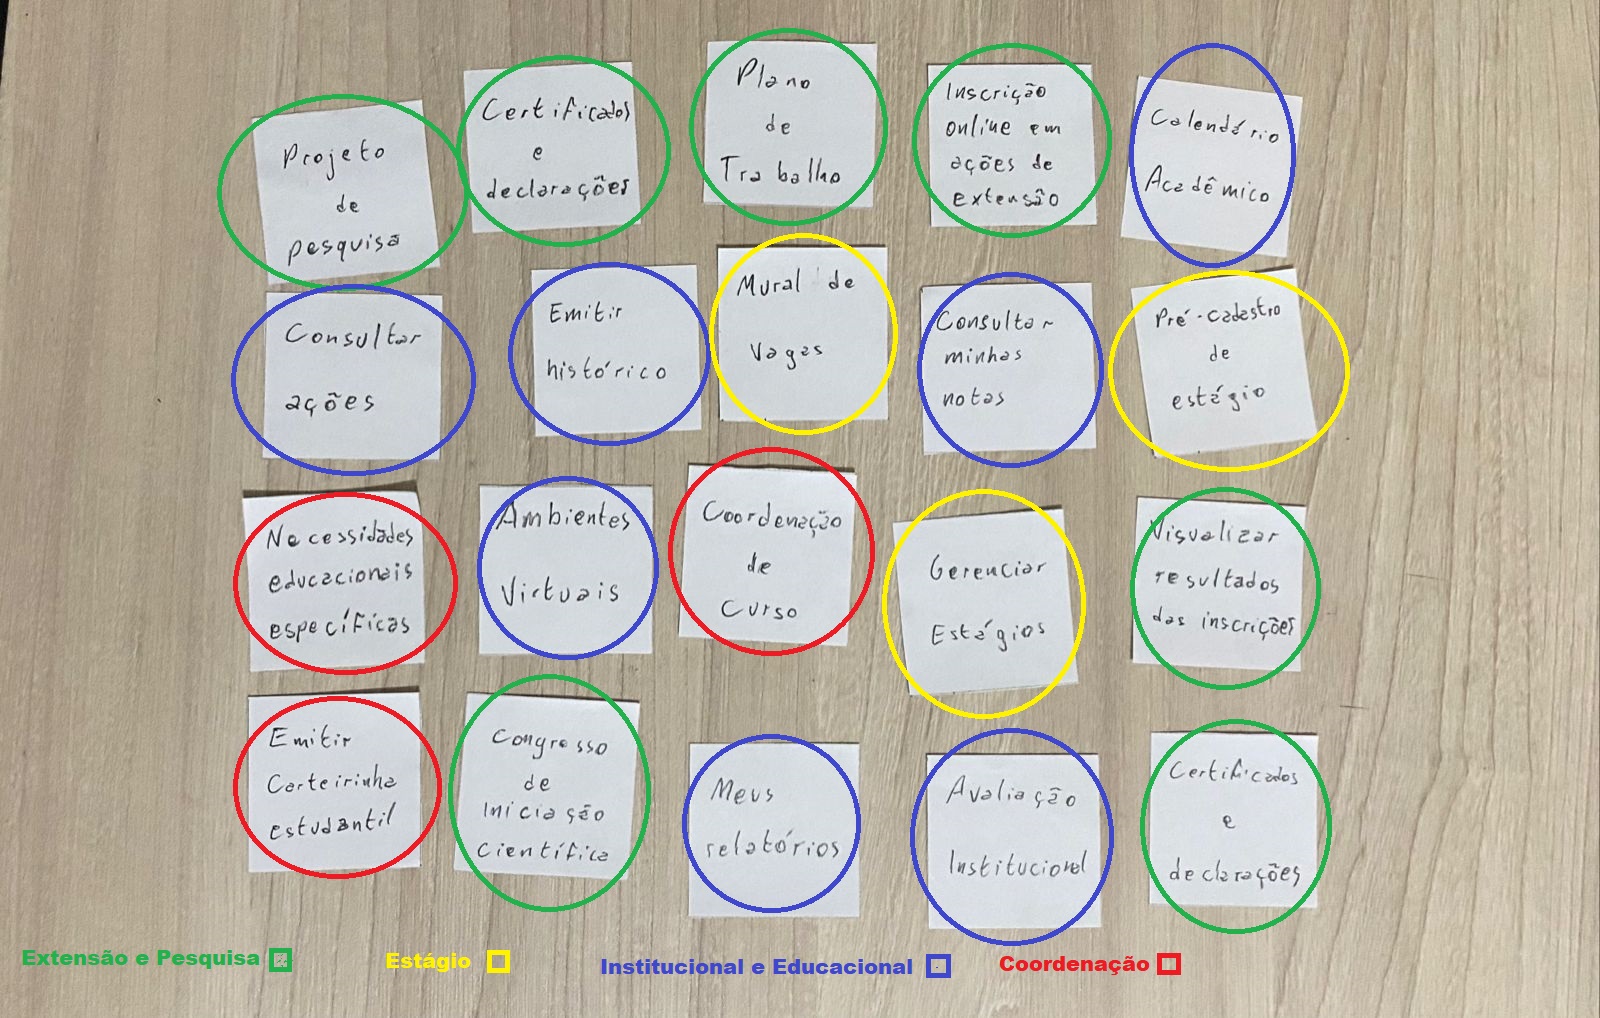 Projeto
de
pesquisa
Certificados
e
declarações
Plano
de
Trabalho
Inscrição
online em
ações de
extensão
Calendário
Acadêmico
Consultar
ações
Emitir
histórico
Mural de
Vagas
Consultar
minhas
notas
Pré-cadastro
de
estágio
Necessidades
educacionais
específicas
Ambientes
Virtuais
Coordenação
de
Curso
Gerenciar
Estágios
Visualizar
resultados
das inscrições
Emitir
Carteirinha
estudantil
Congresso
de
Iniciação
Científica
Meus
relatórios
Avaliação
Institucional
Certificados
e
declarações
Extensão e Pesquisa
Estágio
Institucional e Educacional
Coordenação